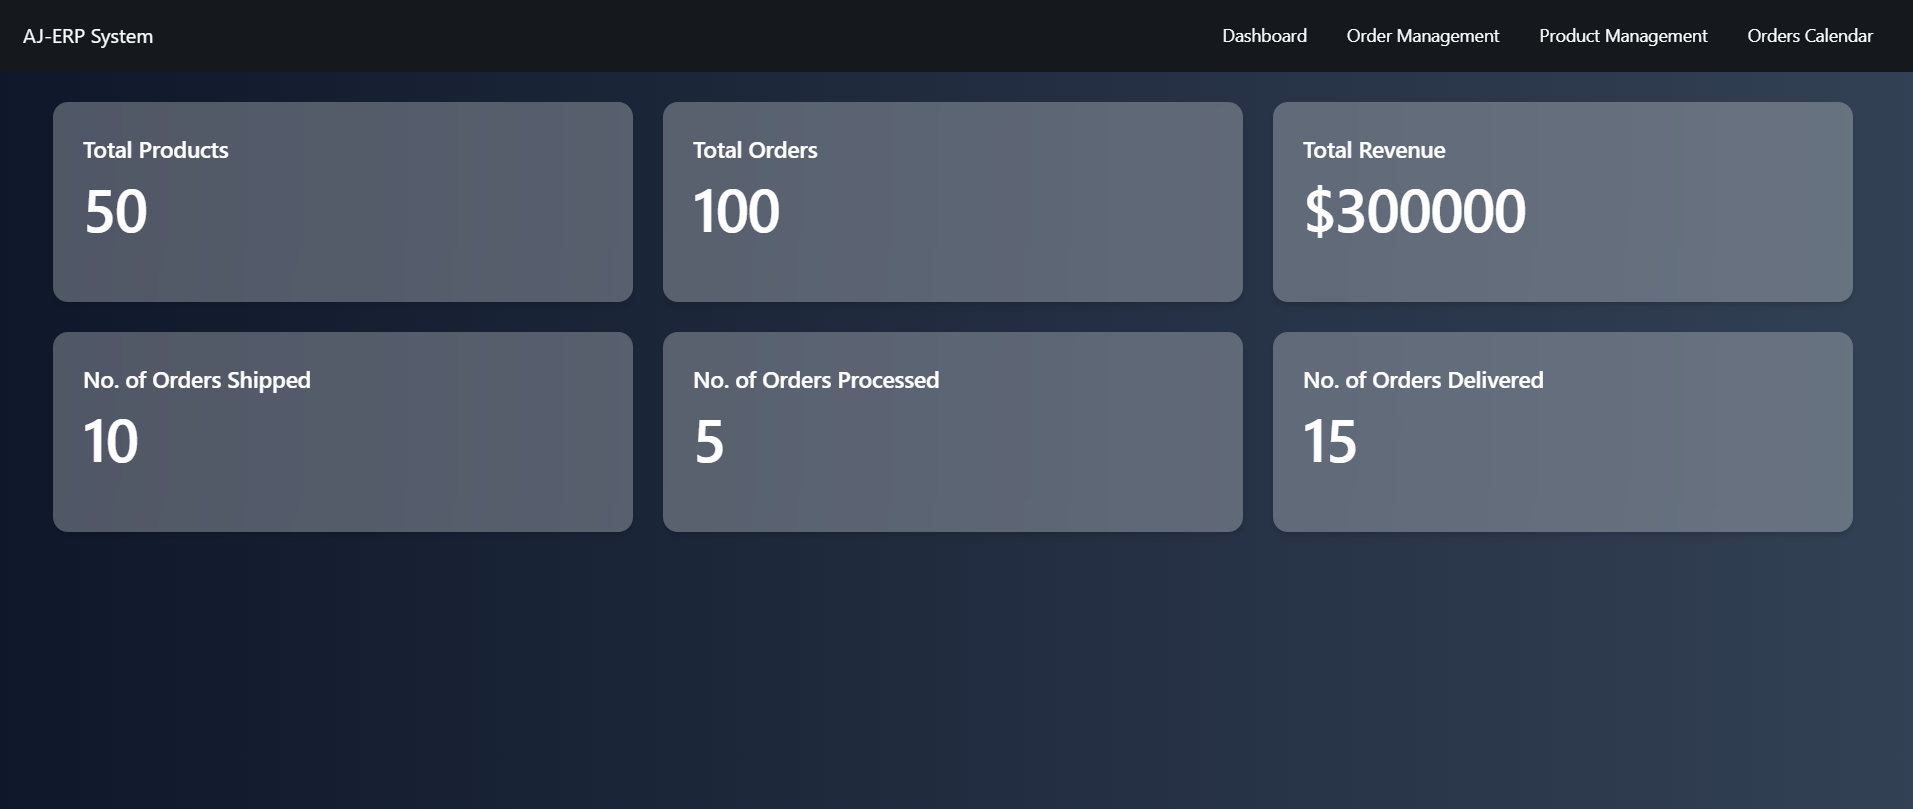 AJ-ERP System
Dashboard
Order Management
Product Management
Orders Calendar
Total Products
50
Total Orders
100
Total Revenue
$300000
No. of Orders Shipped
10
No. of Orders Processed
5
No. of Orders Delivered
15